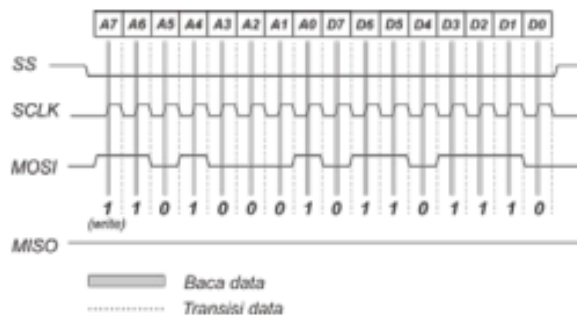 A7 A6 A5 A4 A3 A2 A1 A0 D7 D6 D5 D4 D3 D2 D1 D0
SS
SCLK
MOSI
1 1 0 1 0 0 0 1 0 1 1 0 1 1 1 0
(write)
MISO
Baca data
Transisi data